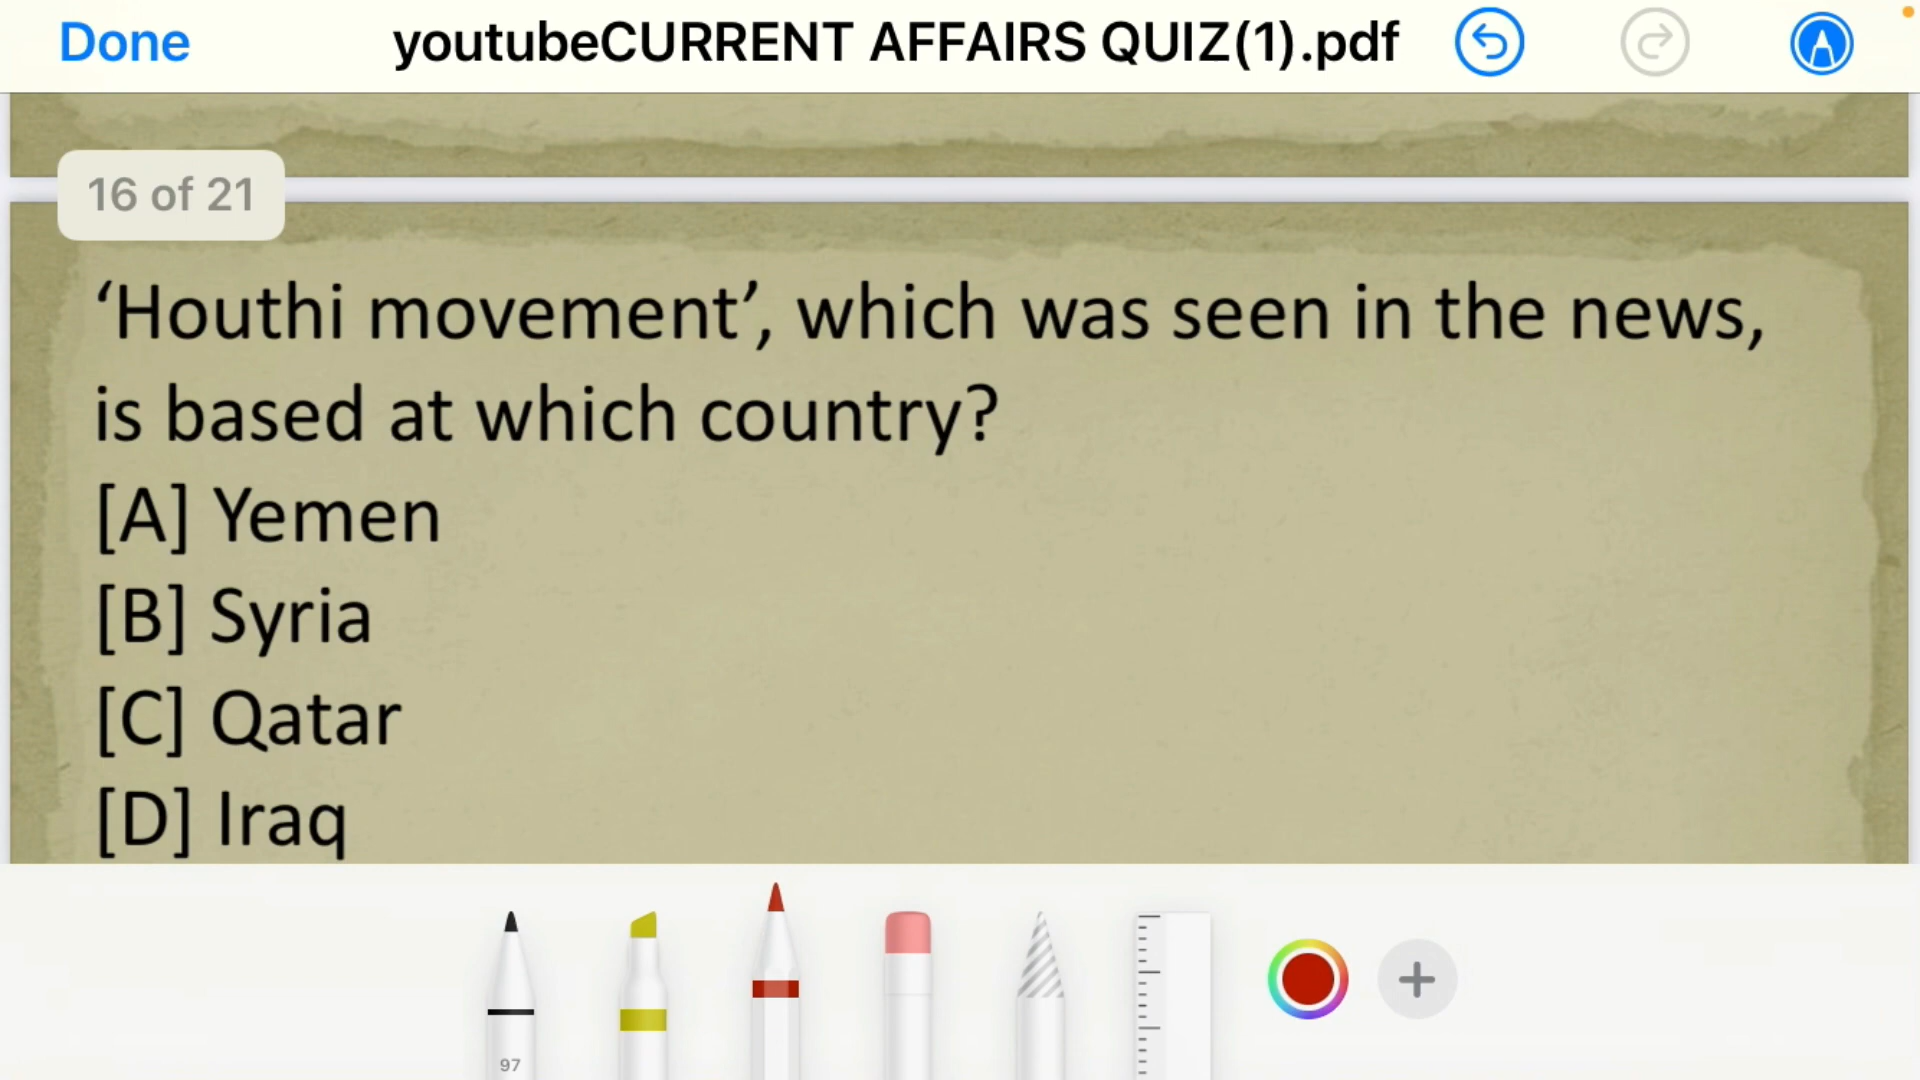 Done youtubeCURRENT AFFAIRS QUIZ(1).pdf
16 of 21
‘Houthi movement’, which was seen in the news,
is based at which country?
[A] Yemen
[B] Syria
[C] Qatar
[D] Iraq
97